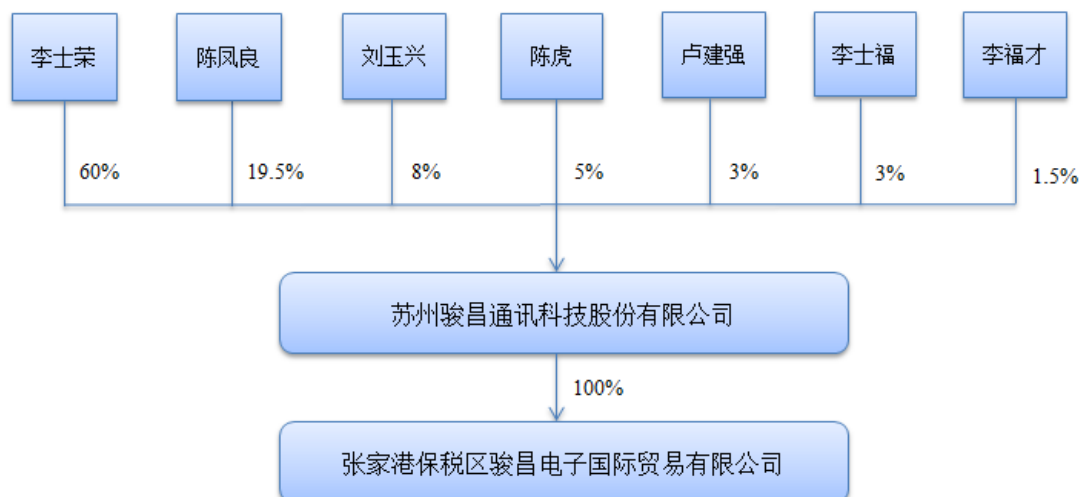 李士荣
陈凤良
刘玉兴
陈虎
卢建强
李士福
李福才
60%
19.5%
8%
5%
3%
3%
1.5%
苏州骏昌通讯科技股份有限公司
100%
张家港保税区骏昌电子国际贸易有限公司